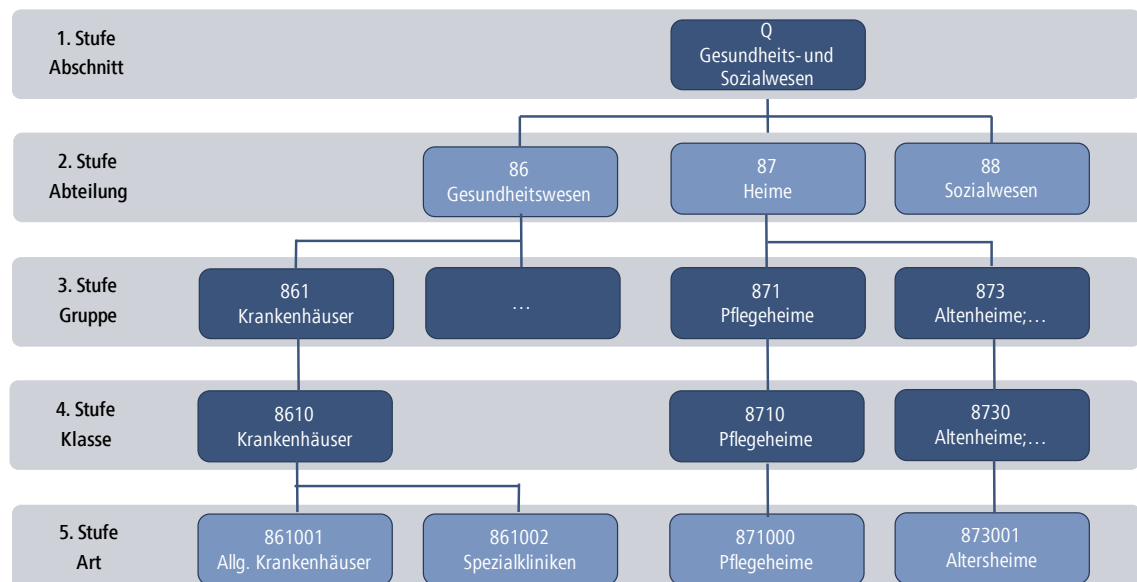 1. Stufe
Abschnitt
Q
Gesundheits- und
Sozialwesen
2. Stufe
Abteilung
86
Gesundheitswesen
87
Heime
88
Sozialwesen
3. Stufe
Gruppe
861
Krankenhäuser
...
871
Pflegeheime
873
Altenheime;...
4. Stufe
Klasse
8610
Krankenhäuser
8710
Pflegeheime
8730
Altenheime;...
5. Stufe
Art
861001
Allg. Krankenhäuser
861002
Spezialkliniken
871000
Pflegeheime
873001
Altersheime